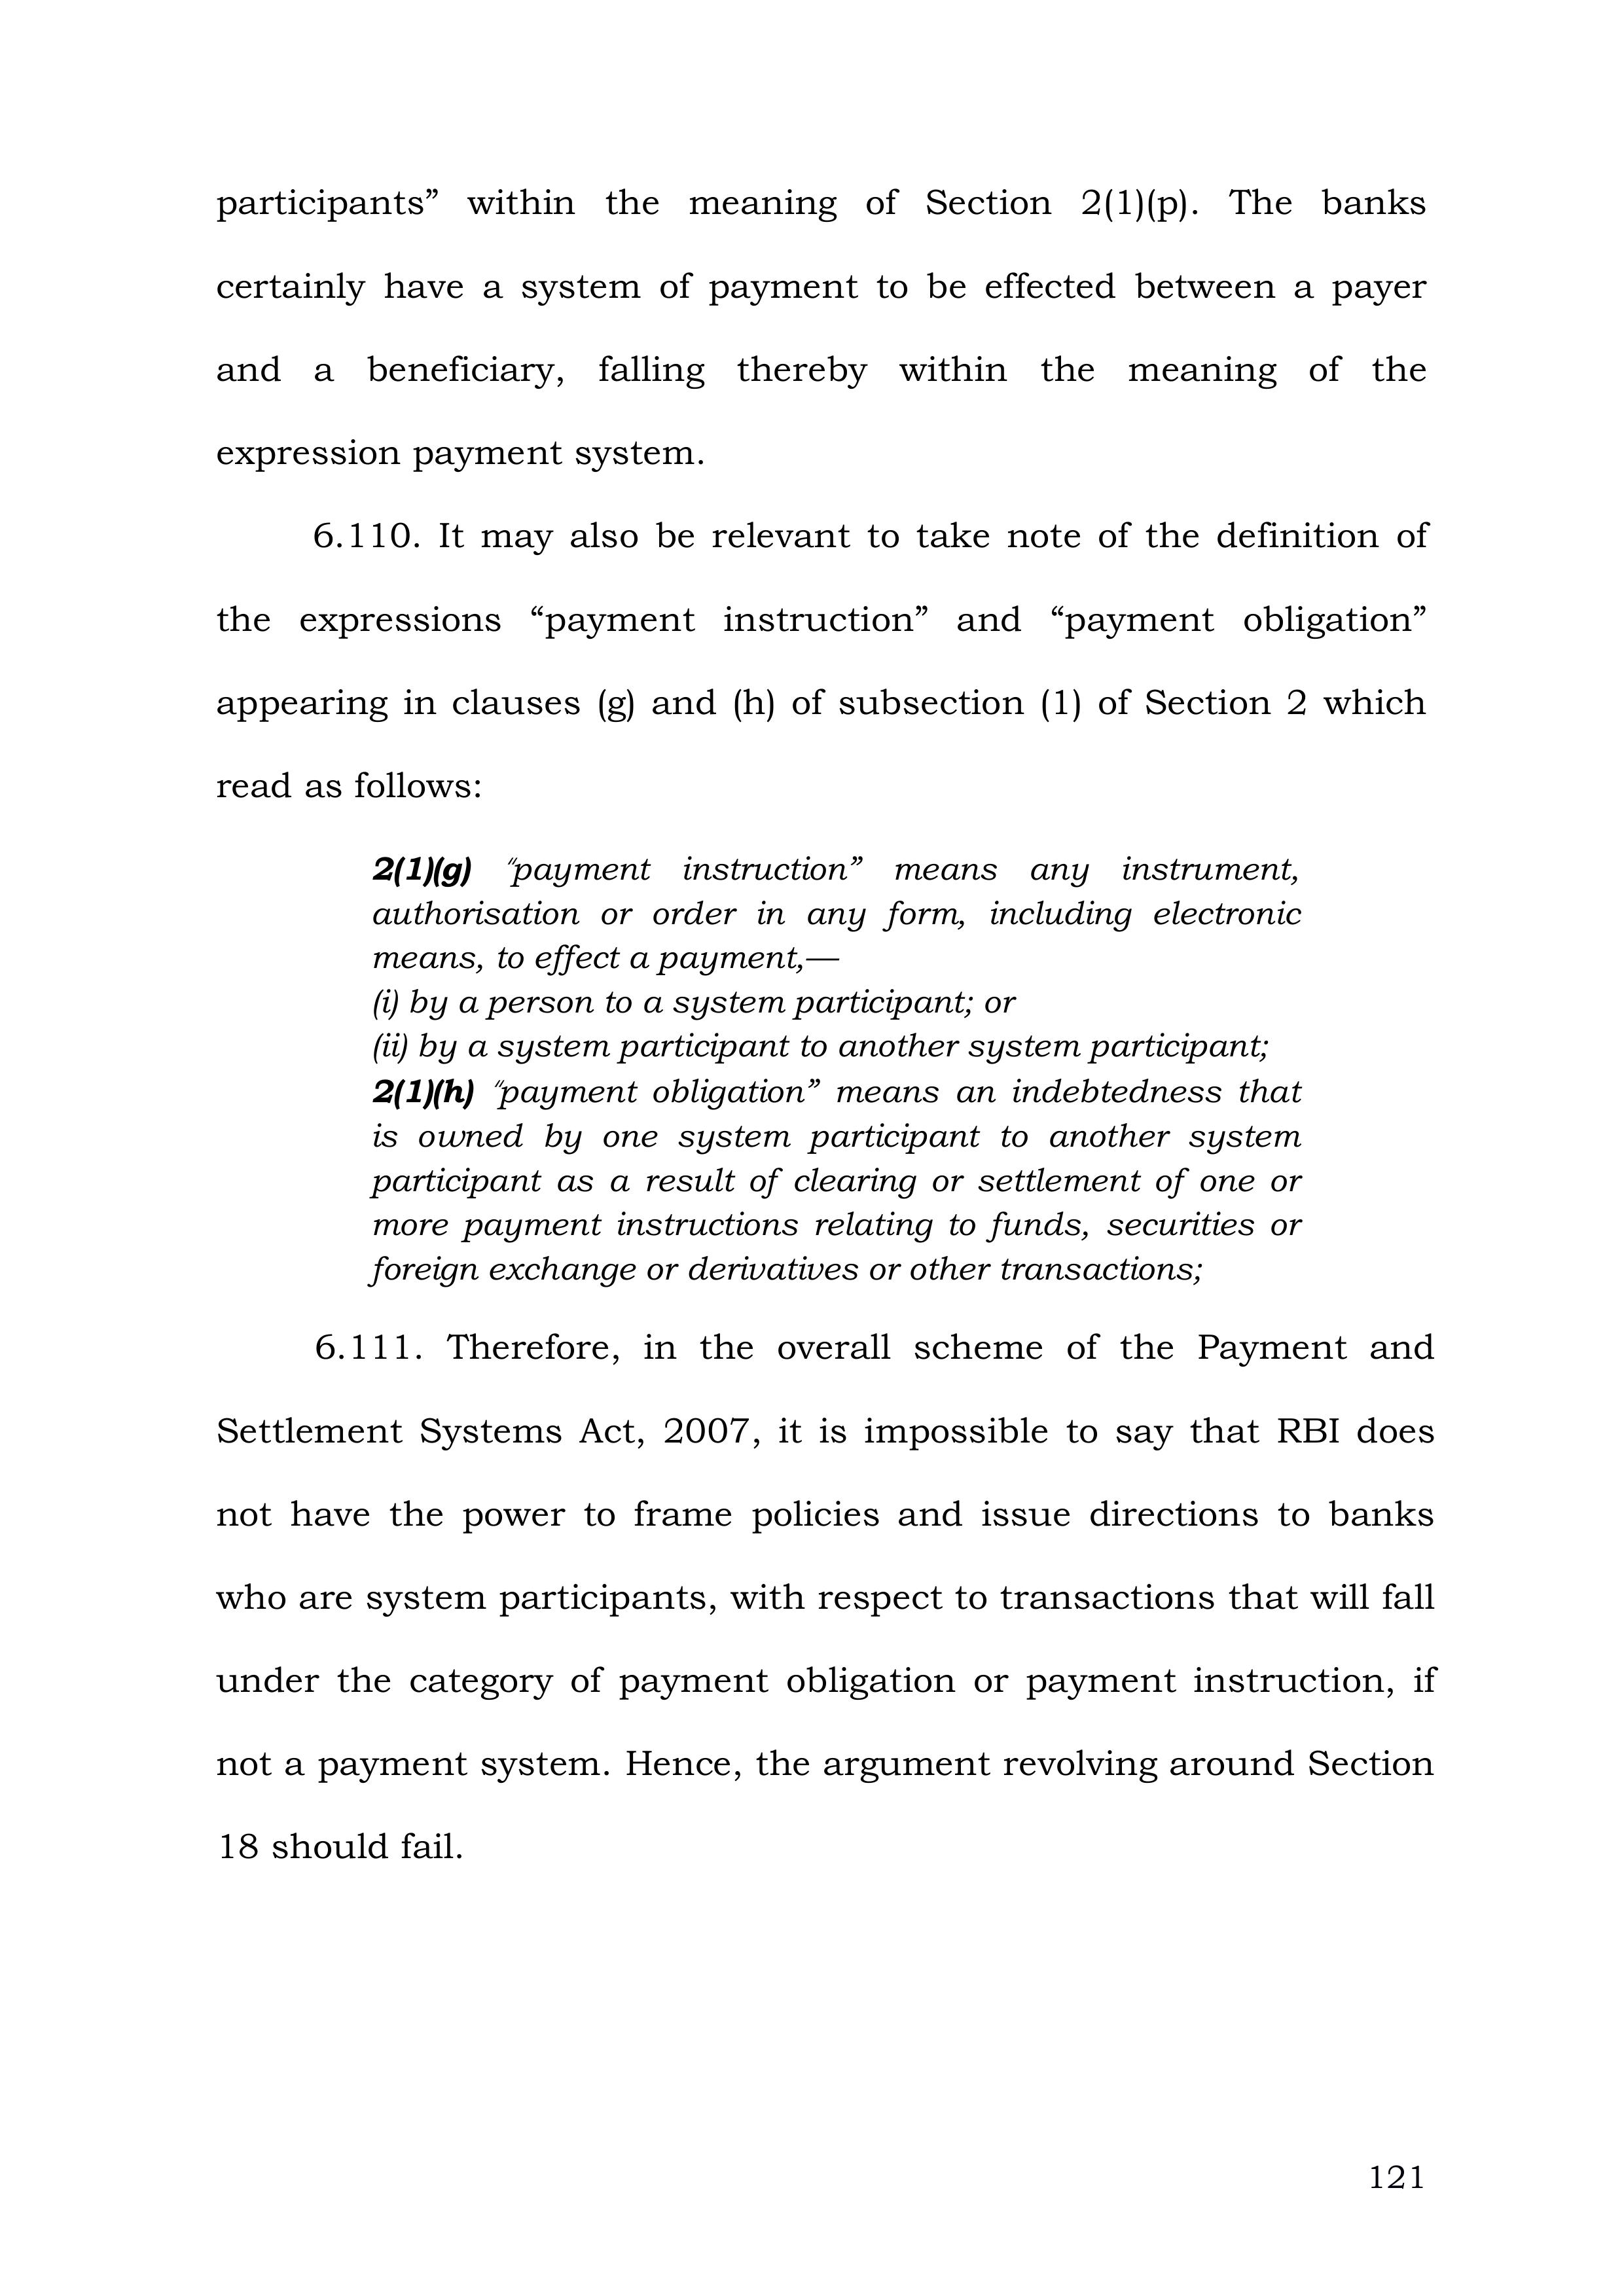 participants” within the meaning of Section 2(1)(p). The banks
certainly have a system of payment to be effected between a payer
and a beneficiary, falling thereby within the meaning of the
expression payment system.
6.110. It may also be relevant to take note of the definition of
the expressions “payment instruction” and “payment obligation”
appearing in clauses (g) and (h) of subsection (1) of Section 2 which
read as follows:
2(1)(g) “payment instruction” means any instrument,
authorisation or order in any form, including electronic
means, to effect a payment,—
(i) by a person to a system participant; or
(ii) by a system participant to another system participant;
2(1)(h) “payment obligation” means an indebtedness that
is owned by one system participant to another system
participant as a result of clearing or settlement of one or
more payment instructions relating to funds, securities or
foreign exchange or derivatives or other transactions;
6.111. Therefore, in the overall scheme of the Payment and
Settlement Systems Act, 2007, it is impossible to say that RBI does
not have the power to frame policies and issue directions to banks
who are system participants, with respect to transactions that will fall
under the category of payment obligation or payment instruction, if
not a payment system. Hence, the argument revolving around Section
18 should fail.
121